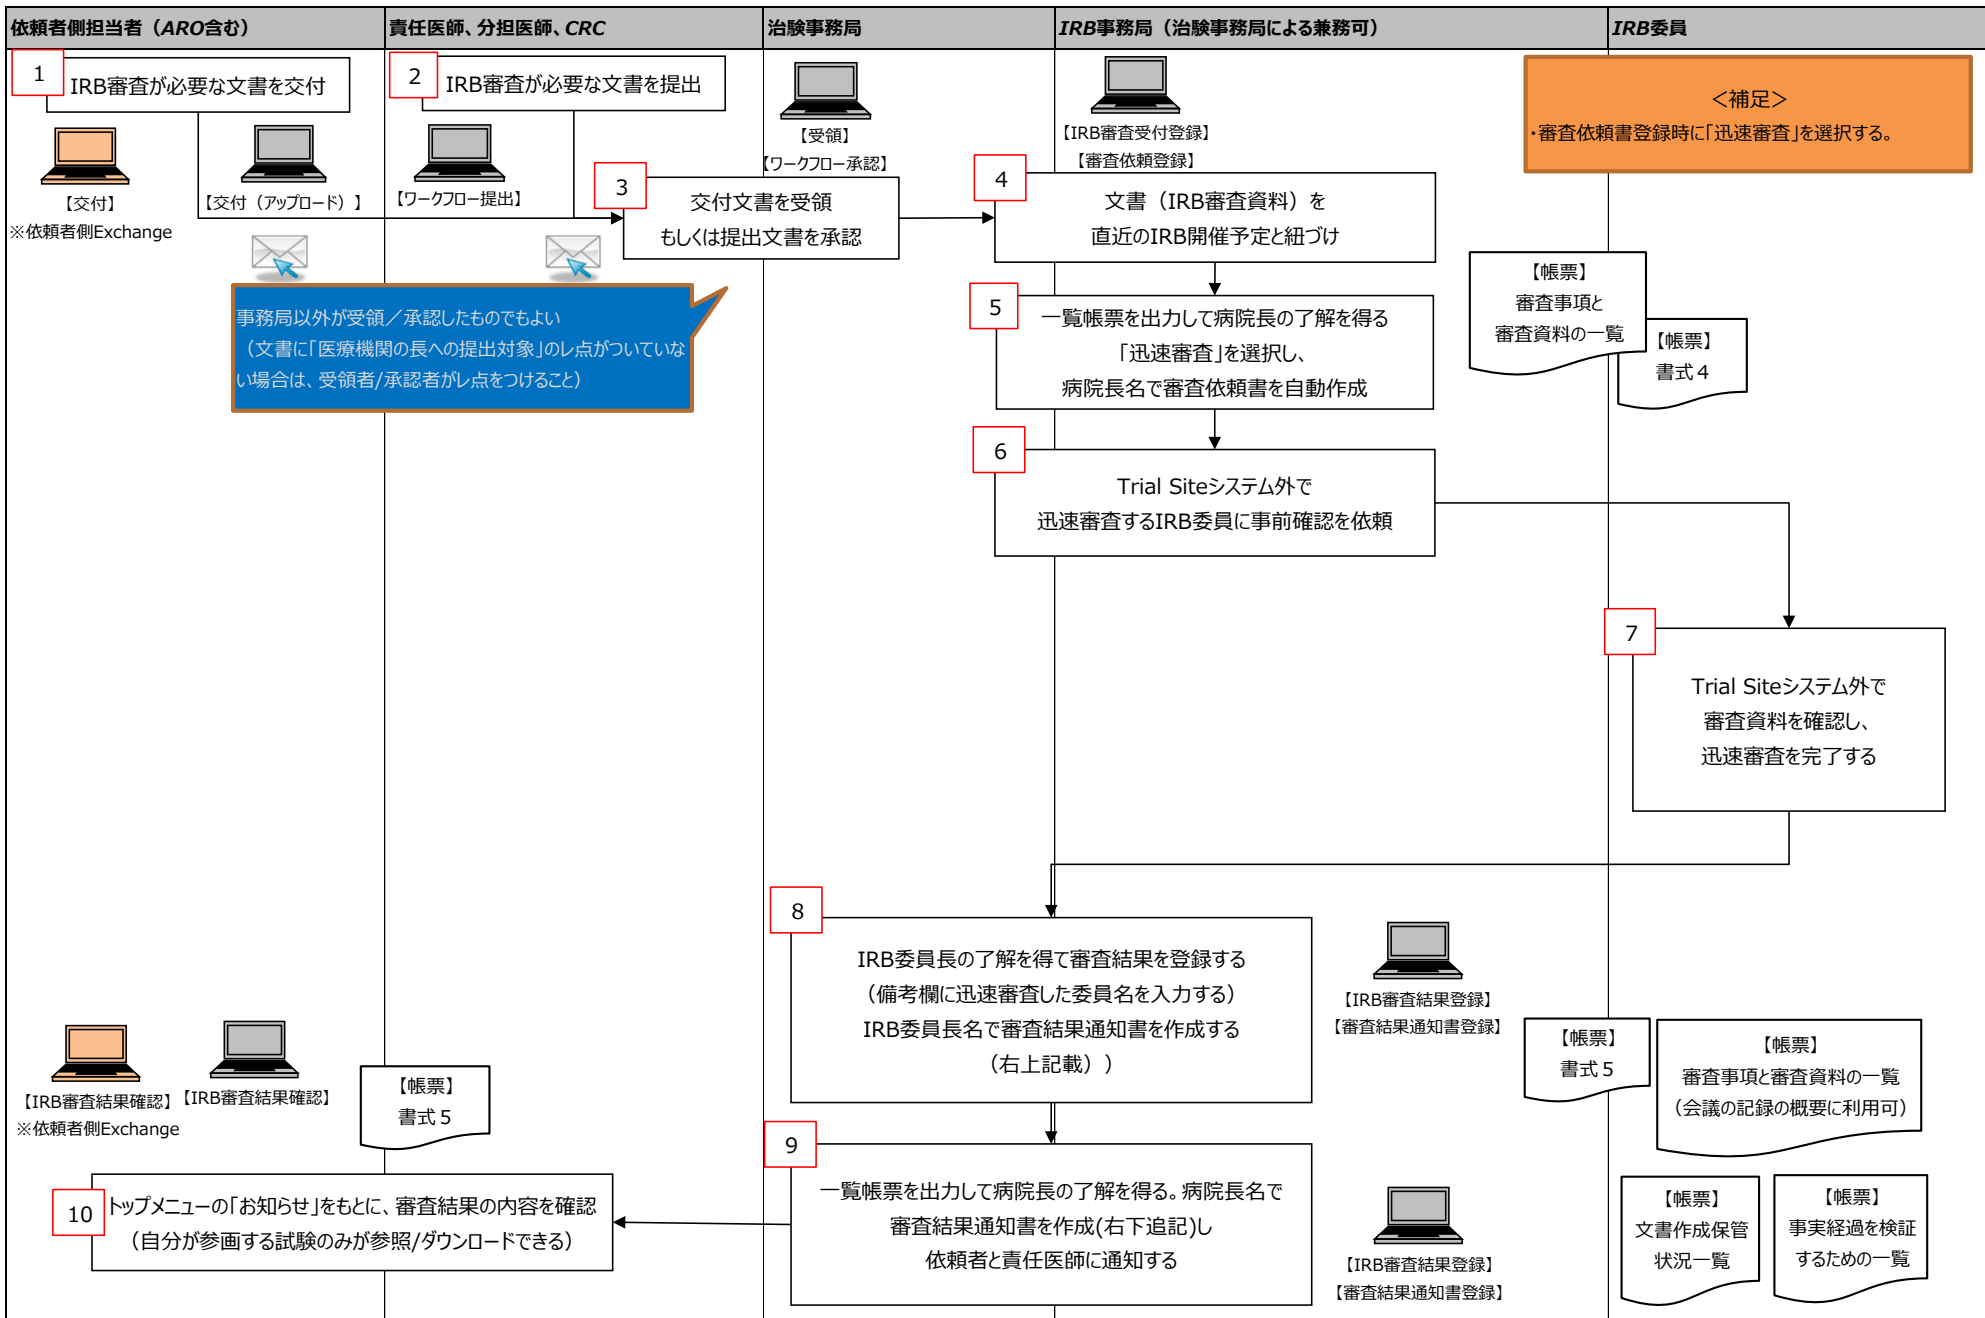 依頼者側担当者（ARO含む）
責任医師、分担医師、CRC
治験事務局
IRB事務局（治験事務局による兼務可）
IRB委員
1
IRB審査が必要な文書を交付
2
IRB審査が必要な文書を提出
【交付】
※依頼者側Exchange
【交付（アップロード）】
【ワークフロー提出】
【受領】
【ワークフロー承認】
【IRB審査受付登録】
【審査依頼登録】
＜補足＞
・審査依頼書登録時に「迅速審査」を選択する。
3
交付文書を受領
もしくは提出文書を承認
4
文書（IRB審査資料）を
直近のIRB開催予定と紐づけ
事務局以外が受領／承認したものでもよい
（文書に「医療機関の長への提出対象」のレ点がついていな
い場合は、受領者/承認者がレ点をつけること）
5
一覧帳票を出力して病院長の了解を得る
「迅速審査」を選択し、
病院長名で審査依頼書を自動作成
【帳票】
審査事項と
審査資料の一覧
【帳票】
書式４
6
Trial Siteシステム外で
迅速審査するIRB委員に事前確認を依頼
7
Trial Siteシステム外で
審査資料を確認し、
迅速審査を完了する
8
IRB委員長の了解を得て審査結果を登録する
（備考欄に迅速審査した委員名を入力する）
IRB委員長名で審査結果通知書を作成する
（右上記載））
【IRB審査結果登録】
【審査結果通知書登録】
【帳票】
書式５
【帳票】
審査事項と審査資料の一覧
（会議の記録の概要に利用可）
【IRB審査結果確認】
※依頼者側Exchange
【IRB審査結果確認】
【帳票】
書式５
9
一覧帳票を出力して病院長の了解を得る。病院長名で
審査結果通知書を作成(右下追記)し
依頼者と責任医師に通知する
【IRB審査結果登録】
【審査結果通知書登録】
【帳票】
文書作成保管
状況一覧
【帳票】
事実経過を検証
するための一覧
10
トップメニューの「お知らせ」をもとに、審査結果の内容を確認
（自分が参画する試験のみが参照/ダウンロードできる）